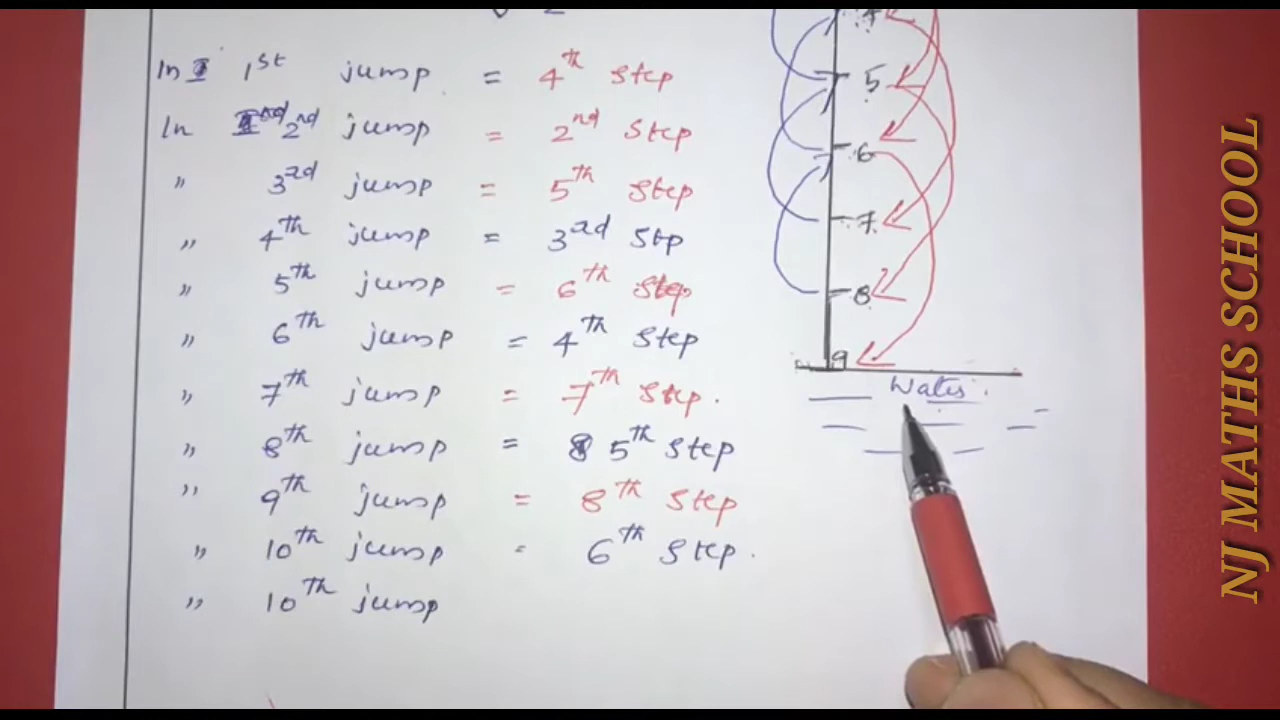 In 1st jump = 4th Step
In 2nd jump = 2nd Step
" 3rd jump = 5th Step
" 4th jump = 3rd Stp
" 5th jump = 6th Step
" 6th jump = 4th Step
" 7th jump = 7th Step.
" 8th jump = 5th Step
" 9th jump = 8th Step
" 10th jump = 6th Step.
" 10th jump
4
5
6
7
8
9
Water.
NJ MATHS SCHOOL